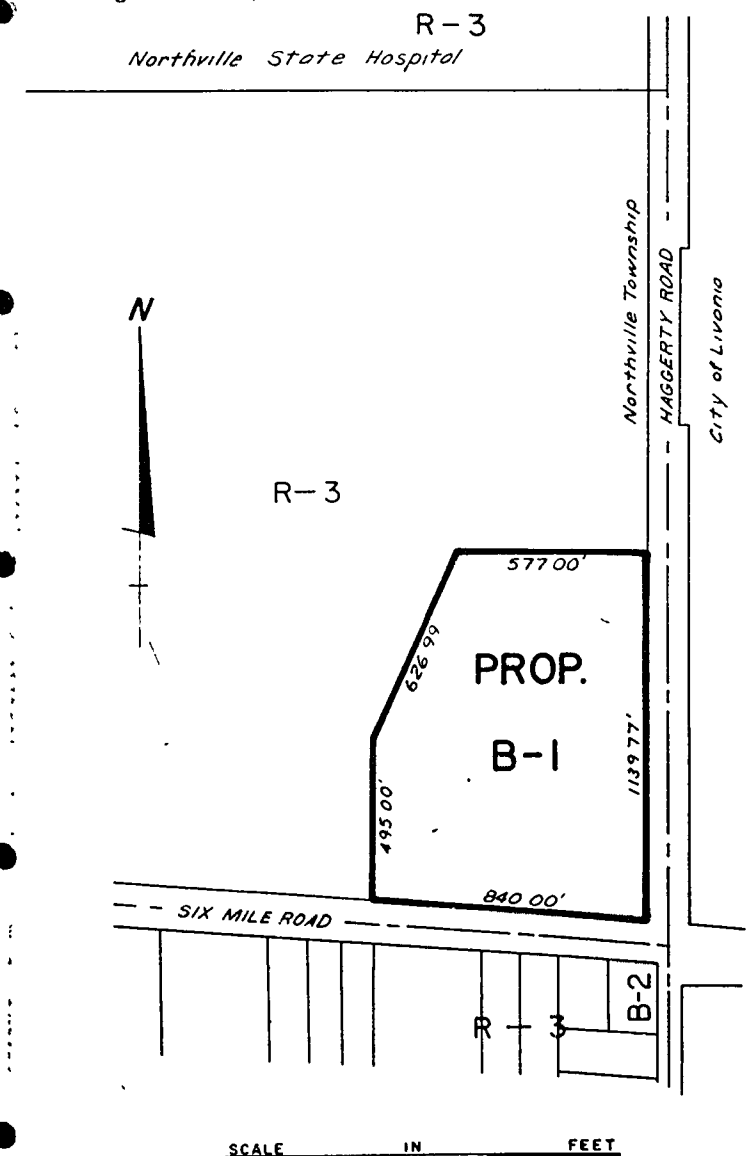 R-3
Northville State Hospital
Northville Township
HAGGERTY ROAD
City of Livonia
N
R-3
577 00'
626 99
PROP.
B-1
1139 77'
495 00'
840 00'
SIX MILE ROAD
B-2
R-3
SCALE IN FEET